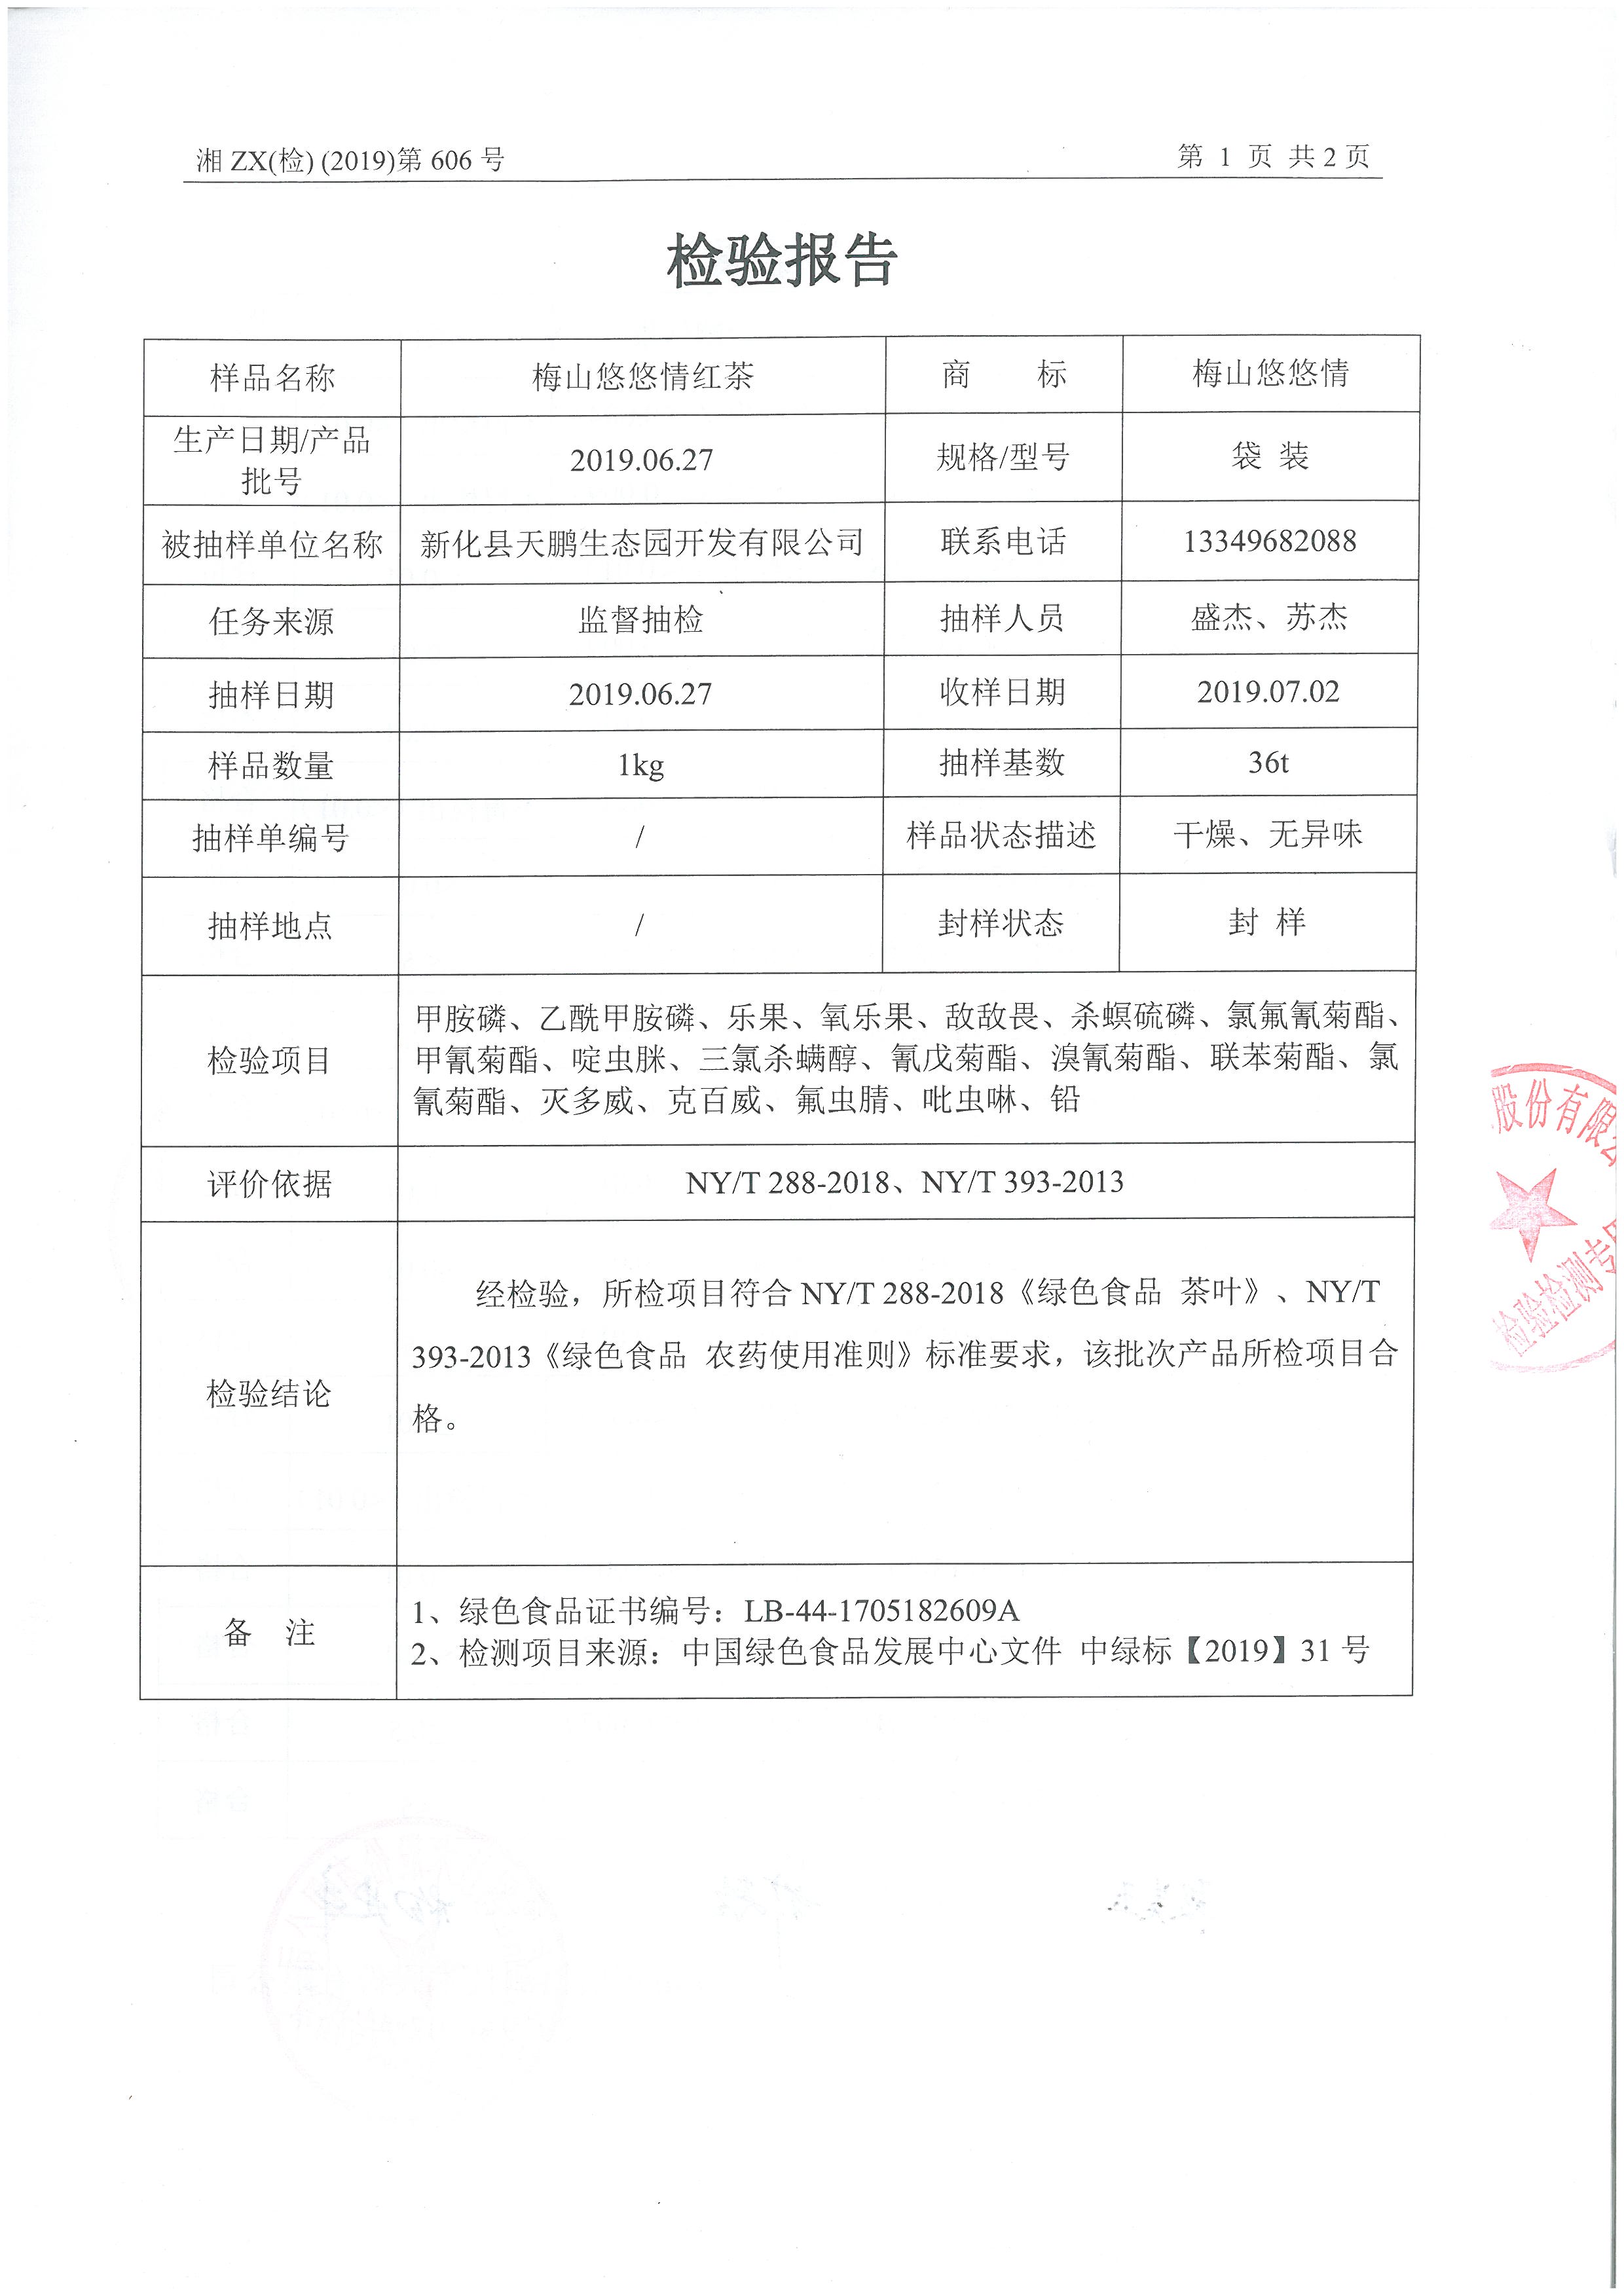 湘 ZX(检) (2019)第 606 号
第 1 页 共 2 页
检验报告
样品名称
梅山悠悠情红茶
商 标
梅山悠悠情
生产日期/产品
批号
2019.06.27
规格/型号
袋 装
被抽样单位名称
新化县天鹏生态园开发有限公司
联系电话
13349682088
任务来源
监督抽检
抽样人员
盛杰、苏杰
抽样日期
2019.06.27
收样日期
2019.07.02
样品数量
1kg
抽样基数
36t
抽样单编号
/
样品状态描述
干燥、无异味
抽样地点
/
封样状态
封 样
检验项目
甲胺磷、乙酰甲胺磷、乐果、氧乐果、敌敌畏、杀螟硫磷、氯氟氰菊酯、
甲氰菊酯、啶虫脒、三氯杀螨醇、氰戊菊酯、溴氰菊酯、联苯菊酯、氯
氰菊酯、灭多威、克百威、氟虫腈、吡虫啉、铅
评价依据
NY/T 288-2018、NY/T 393-2013
检验结论
经检验，所检项目符合 NY/T 288-2018《绿色食品 茶叶》、NY/T
393-2013《绿色食品 农药使用准则》标准要求，该批次产品所检项目合
格。
备 注
1、绿色食品证书编号：LB-44-1705182609A
2、检测项目来源：中国绿色食品发展中心文件 中绿标【2019】31 号
股份有限
检验检测专